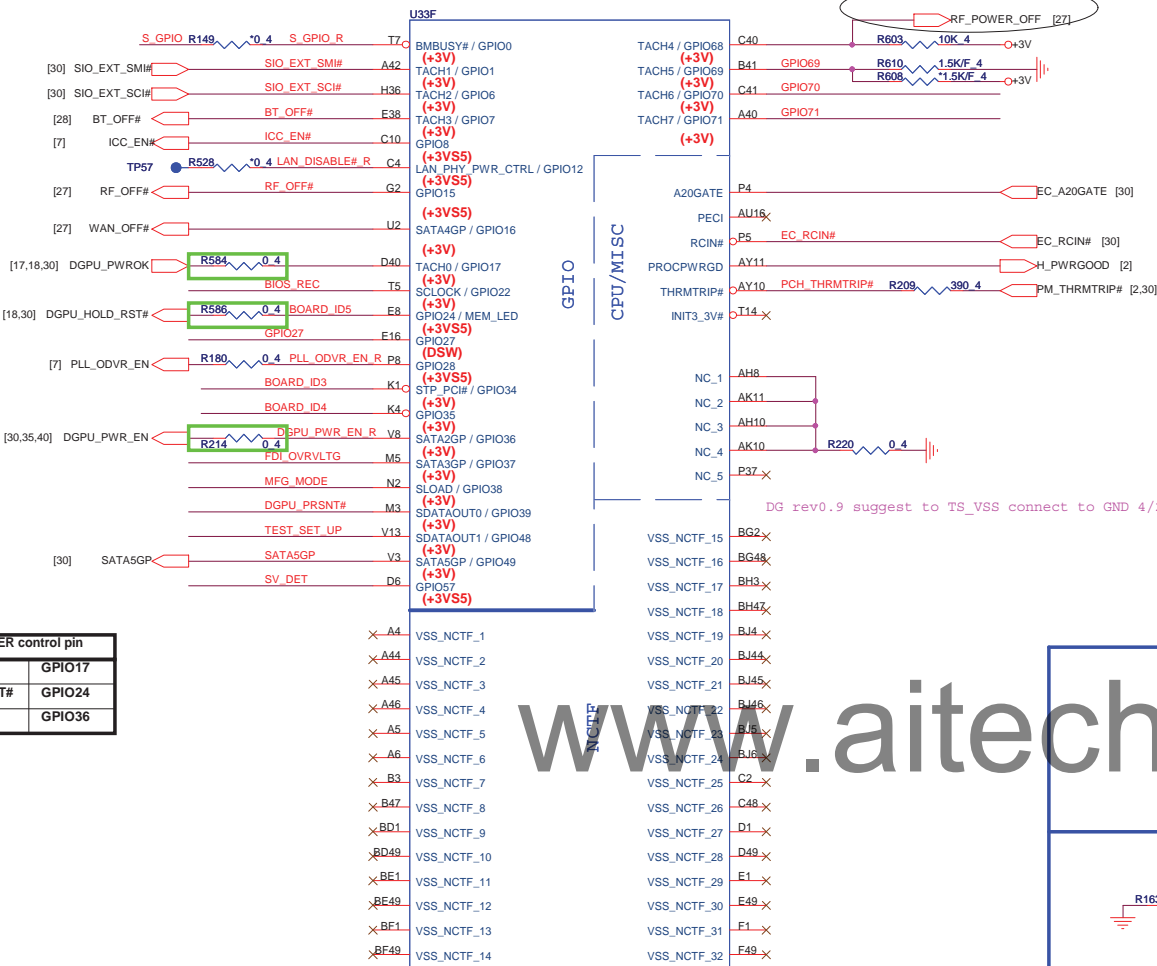 U33F
S_GPIO R149 *0_4 S_GPIO_R T7 BMBUSY# / GPIO0
(+3V)
[30] SIO_EXT_SMI# SIO_EXT_SMI# A42 TACH1 / GPIO1
(+3V)
[30] SIO_EXT_SCI# SIO_EXT_SCI# H36 TACH2 / GPIO6
(+3V)
[28] BT_OFF# BT_OFF# E38 TACH3 / GPIO7
(+3V)
[7] ICC_EN# ICC_EN# C10 GPIO8
(+3VS5)
TP57 R528 *0_4 LAN_DISABLE#_R C4 LAN_PHY_PWR_CTRL / GPIO12
(+3VS5)
[27] RF_OFF# RF_OFF# G2 GPIO15
(+3VS5)
[27] WAN_OFF# U2 SATA4GP / GPIO16
(+3V)
[17,18,30] DGPU_PWROK R584 0_4 D40 TACH0 / GPIO17
(+3V)
BIOS_REC T5 SCLOCK / GPIO22
(+3V)
[18,30] DGPU_HOLD_RST# R586 0_4 BOARD_ID5 E8 GPIO24 / MEM_LED
(+3VS5)
GPIO27 E16 GPIO27
(DSW)
[7] PLL_ODVR_EN R180 0_4 PLL_ODVR_EN_R P8 GPIO28
(+3VS5)
BOARD_ID3 K1 STP_PCI# / GPIO34
(+3V)
BOARD_ID4 K4 GPIO35
(+3V)
[30,35,40] DGPU_PWR_EN R214 0_4 DGPU_PWR_EN_R V8 SATA2GP / GPIO36
(+3V)
FDI_OVRVLTG M5 SATA3GP / GPIO37
(+3V)
MFG_MODE N2 SLOAD / GPIO38
(+3V)
DGPU_PRSNT# M3 SDATAOUT0 / GPIO39
(+3V)
TEST_SET_UP V13 SDATAOUT1 / GPIO48
(+3V)
[30] SATA5GP SATA5GP V3 SATA5GP / GPIO49
(+3V)
SV_DET D6 GPIO57
(+3VS5)
GPIO
CPU/MISC
NCTF
RF_POWER_OFF [27]
TACH4 / GPIO68 C40 R603 10K_4 +3V
(+3V)
TACH5 / GPIO69 B41 GPIO69 R610 1.5K/F_4
R608 *1.5K/F_4 +3V
(+3V)
TACH6 / GPIO70 C41 GPIO70
(+3V)
TACH7 / GPIO71 A40 GPIO71
(+3V)
A20GATE P4 EC_A20GATE [30]
PECI AU16
RCIN# P5 EC_RCIN# EC_RCIN# [30]
PROCPWRGD AY11 H_PWRGOOD [2]
THRMTRIP# AY10 PCH_THRMTRIP# R209 390_4 PM_THRMTRIP# [2,30]
INIT3_3V# T14
NC_1 AH8
NC_2 AK11
NC_3 AH10
NC_4 AK10 R220 0_4
NC_5 P37
DG rev0.9 suggest to TS_VSS connect to GND 4/
VSS_NCTF_15 BG2
VSS_NCTF_16 BG48
VSS_NCTF_17 BH3
VSS_NCTF_18 BH47
A4 VSS_NCTF_1 VSS_NCTF_19 BJ4
A44 VSS_NCTF_2 VSS_NCTF_20 BJ44
A45 VSS_NCTF_3 VSS_NCTF_21 BJ45
A46 VSS_NCTF_4 VSS_NCTF_22 BJ46
A5 VSS_NCTF_5 VSS_NCTF_23 BJ5
A6 VSS_NCTF_6 VSS_NCTF_24 BJ6
B3 VSS_NCTF_7 VSS_NCTF_25 C2
B47 VSS_NCTF_8 VSS_NCTF_26 C48
BD1 VSS_NCTF_9 VSS_NCTF_27 D1
BD49 VSS_NCTF_10 VSS_NCTF_28 D49
BE1 VSS_NCTF_11 VSS_NCTF_29 E1
BE49 VSS_NCTF_12 VSS_NCTF_30 E49
BF1 VSS_NCTF_13 VSS_NCTF_31 F1
BF49 VSS_NCTF_14 VSS_NCTF_32 F49
ER control pin
GPIO17
T# GPIO24
GPIO36
www.aitech
R163